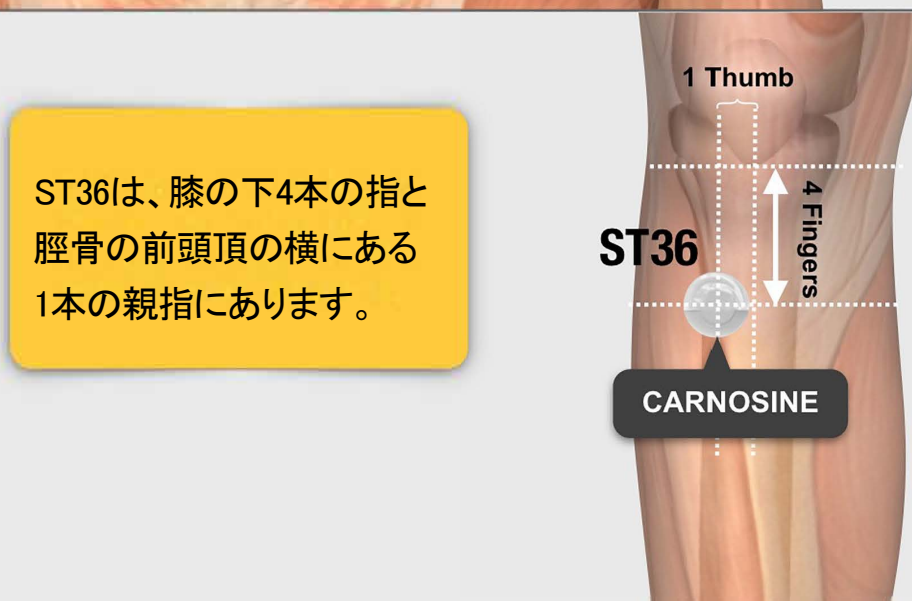 ST36は、膝の下4本の指と
脛骨の前頭頂の横にある
1本の親指にあります。
1 Thumb
4 Fingers
ST36
CARNOSINE